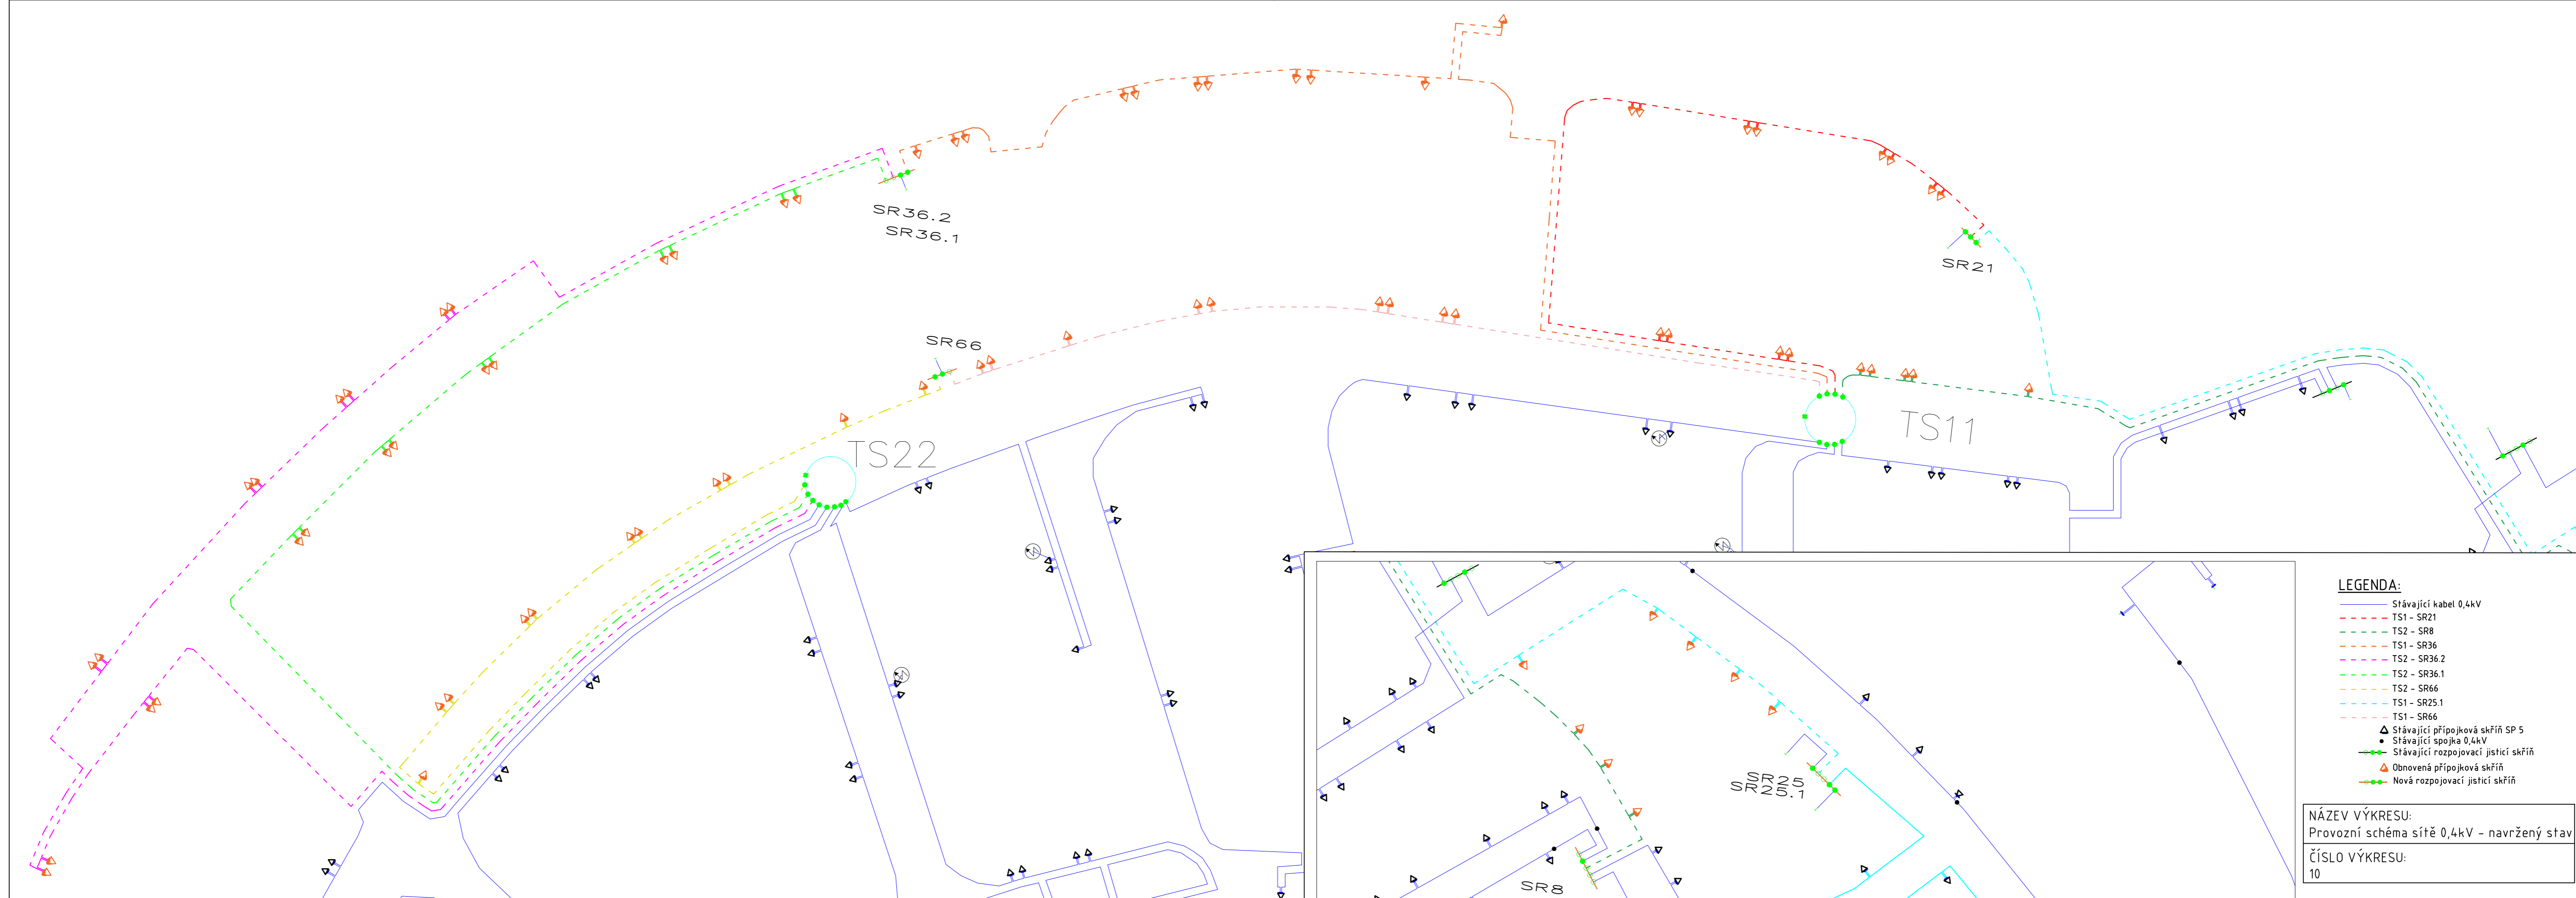 SR36.2
SR36.1
SR21
SR66
TS22
TS11
SR25
SR25.1
SR8
LEGENDA:
Stávající kabel 0,4kV
TS1 - SR21
TS2 - SR8
TS1 - SR36
TS2 - SR36.2
TS2 - SR36.1
TS2 - SR66
TS1 - SR25.1
TS1 - SR66
Stávající přípojková skříň SP 5
Stávající spojka 0,4kV
Stávající rozpojovací jisticí skříň
Obnovená přípojková skříň
Nová rozpojovací jisticí skříň
NÁZEV VÝKRESU:
Provozní schéma sítě 0,4kV - navržený stav
ČÍSLO VÝKRESU:
10